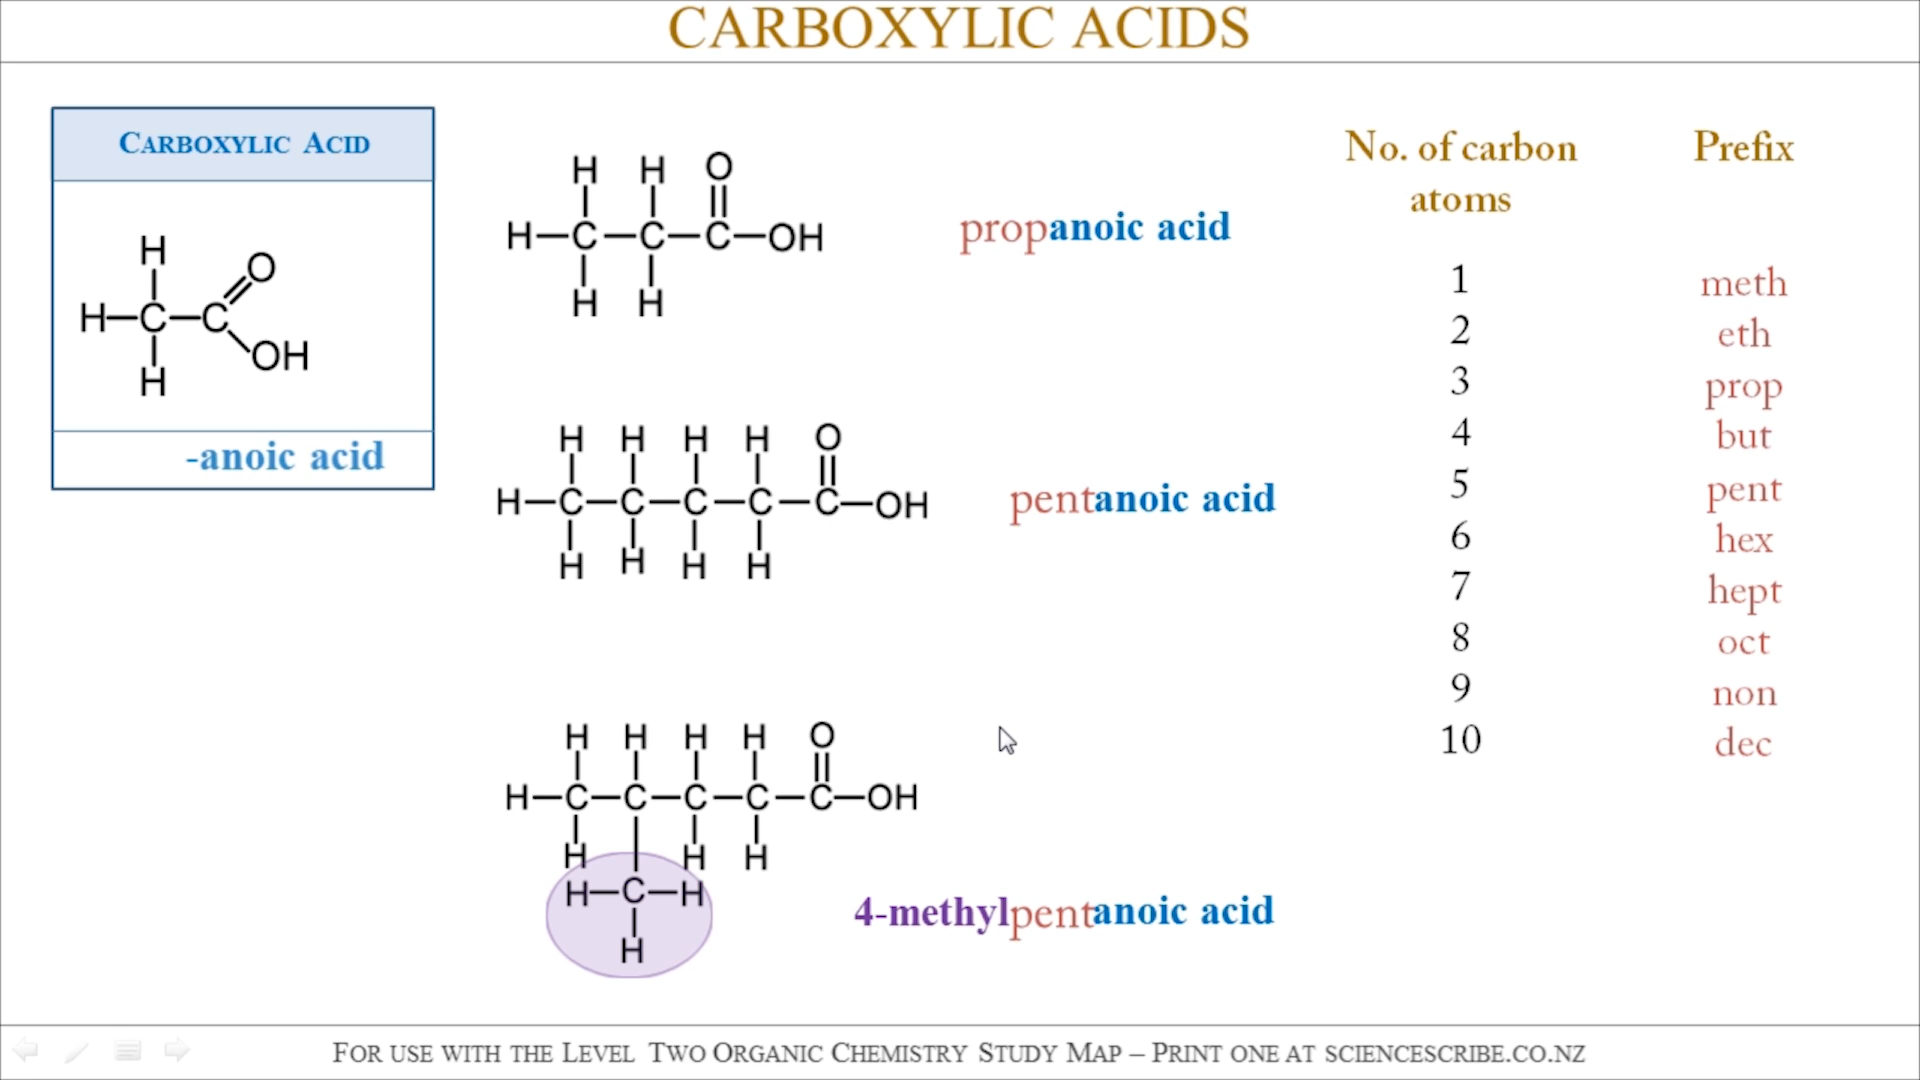 CARBOXYLIC ACIDS
CARBOXYLIC ACID
H
H—C—C
O
OH
H
-anoic acid
H H O
H—C—C—C—OH
H H
propanoic acid
H H H H O
H—C—C—C—C—C—OH
H H H H
pentanoic acid
H H H H O
H—C—C—C—C—C—OH
H H H
H—C—H
H
4-methylpentanoic acid
No. of carbon atoms Prefix
1 meth
2 eth
3 prop
4 but
5 pent
6 hex
7 hept
8 oct
9 non
10 dec
FOR USE WITH THE LEVEL TWO ORGANIC CHEMISTRY STUDY MAP – PRINT ONE AT SCIENCESCRIBE.CO.NZ